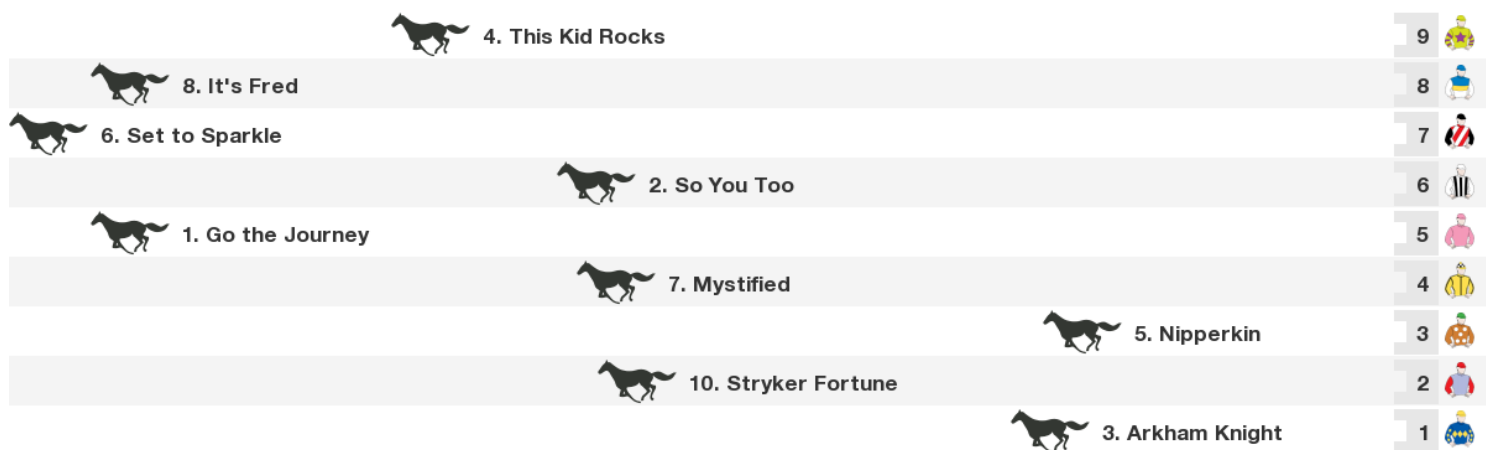 4. This Kid Rocks 9
8. It's Fred 8
6. Set to Sparkle 7
2. So You Too 6
1. Go the Journey 5
7. Mystified 4
5. Nipperkin 3
10. Stryker Fortune 2
3. Arkham Knight 1